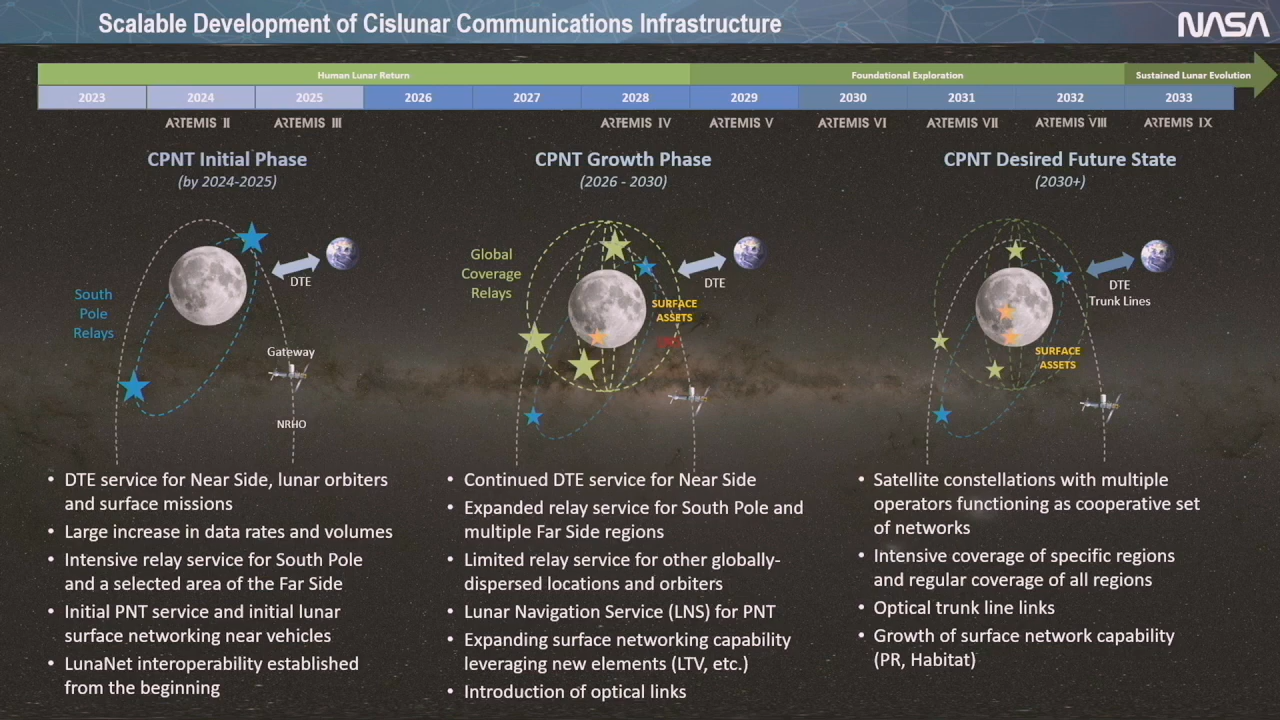 Scalable Development of Cislunar Communications Infrastructure
NASA
Human Lunar Return
Foundational Exploration
Sustained Lunar Evolution
2023
2024
2025
2026
2027
2028
2029
2030
2031
2032
2033
ARTEMIS II
ARTEMIS III
ARTEMIS IV
ARTEMIS V
ARTEMIS VI
ARTEMIS VII
ARTEMIS VIII
ARTEMIS IX
CPNT Initial Phase
(by 2024-2025)
South
Pole
Relays
DTE
Gateway
NRHO
• DTE service for Near Side, lunar orbiters
and surface missions
• Large increase in data rates and volumes
• Intensive relay service for South Pole
and a selected area of the Far Side
• Initial PNT service and initial lunar
surface networking near vehicles
• LunaNet interoperability established
from the beginning
CPNT Growth Phase
(2026 - 2030)
Global
Coverage
Relays
DTE
SURFACE
ASSETS
• Continued DTE service for Near Side
• Expanded relay service for South Pole and
multiple Far Side regions
• Limited relay service for other globally-
dispersed locations and orbiters
• Lunar Navigation Service (LNS) for PNT
• Expanding surface networking capability
leveraging new elements (LTV, etc.)
• Introduction of optical links
CPNT Desired Future State
(2030+)
DTE
Trunk Lines
SURFACE
ASSETS
• Satellite constellations with multiple
operators functioning as cooperative set
of networks
• Intensive coverage of specific regions
and regular coverage of all regions
• Optical trunk line links
• Growth of surface network capability
(PR, Habitat)